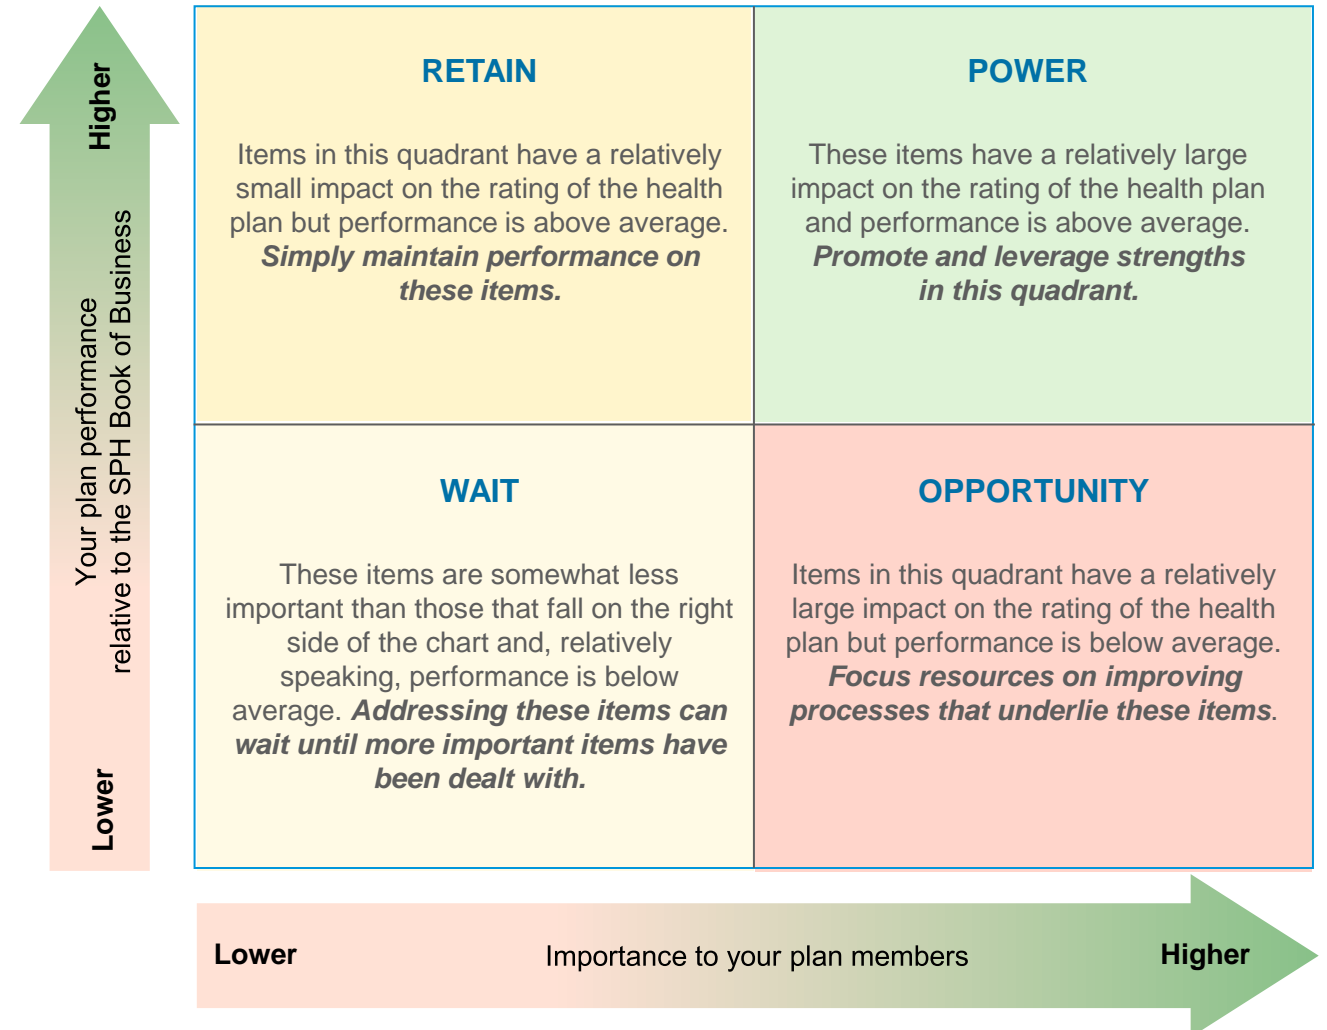 Higher
Your plan performance
relative to the SPH Book of Business
Lower
RETAIN
Items in this quadrant have a relatively
small impact on the rating of the health
plan but performance is above average.
Simply maintain performance on
these items.
POWER
These items have a relatively large
impact on the rating of the health plan
and performance is above average.
Promote and leverage strengths
in this quadrant.
WAIT
These items are somewhat less
important than those that fall on the right
side of the chart and, relatively
speaking, performance is below
average. Addressing these items can
wait until more important items have
been dealt with.
OPPORTUNITY
Items in this quadrant have a relatively
large impact on the rating of the health
plan but performance is below average.
Focus resources on improving
processes that underlie these items.
Lower
Importance to your plan members
Higher